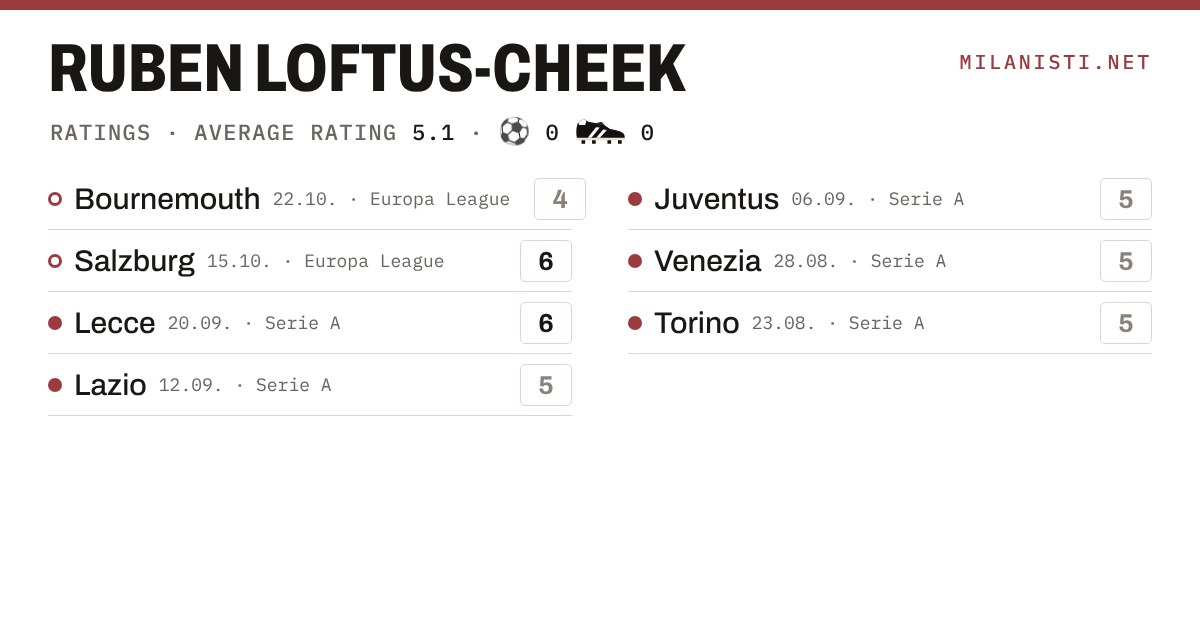 RUBEN LOFTUS-CHEEK
MILANISTI.NET
RATINGS · AVERAGE RATING 5.1 · ⚽ 0 0
Bournemouth 22.10. · Europa League 4
Salzburg 15.10. · Europa League 6
Lecce 20.09. · Serie A 6
Lazio 12.09. · Serie A 5
Juventus 06.09. · Serie A 5
Venezia 28.08. · Serie A 5
Torino 23.08. · Serie A 5